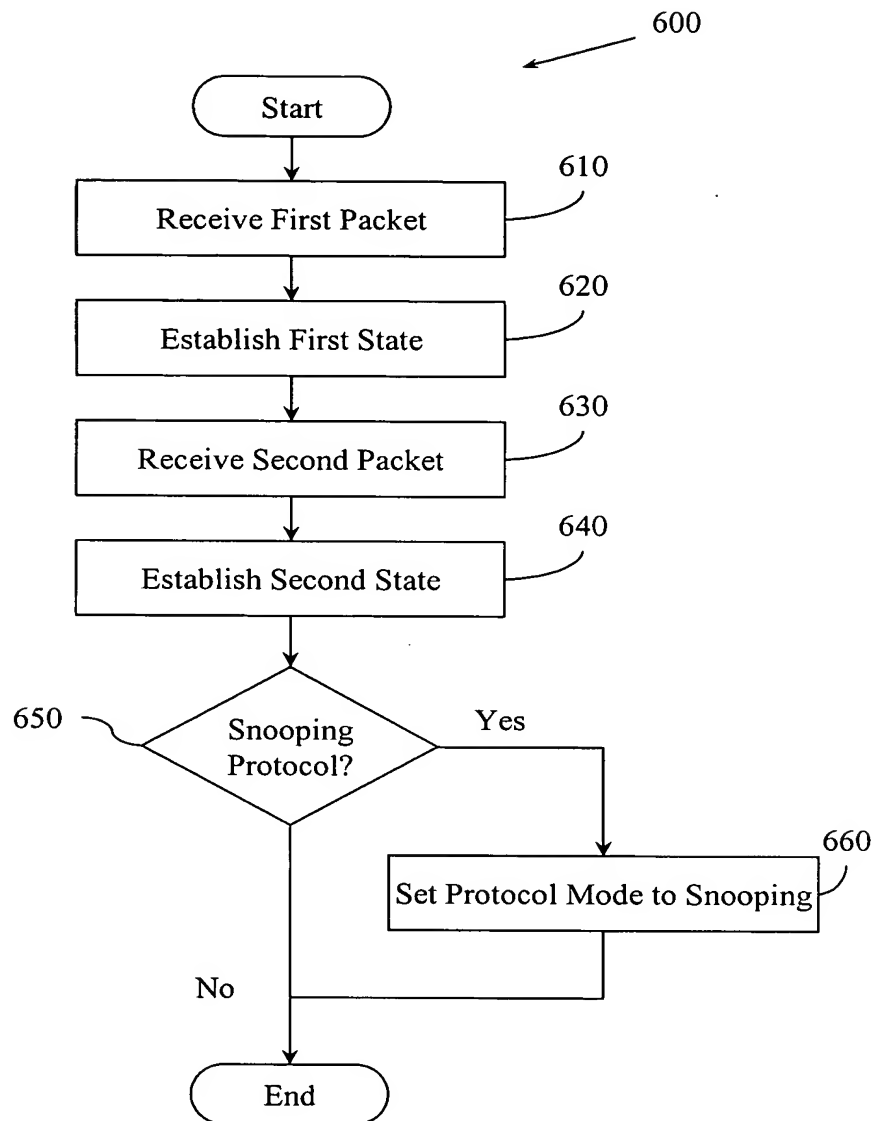 600
Start
610
Receive First Packet
620
Establish First State
630
Receive Second Packet
640
Establish Second State
650
Snooping
Protocol?
Yes
660
Set Protocol Mode to Snooping
No
End